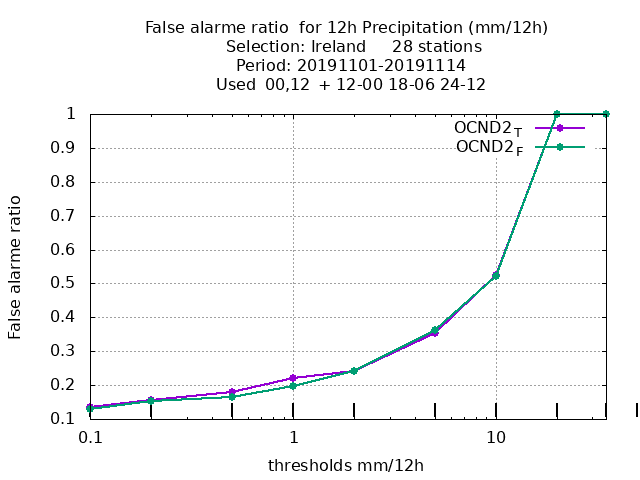 False alarme ratio  for 12h Precipitation (mm/12h)
Selection: Ireland     28 stations
Period: 20191101-20191114
Used  00,12  + 12-00 18-06 24-12
OCND2T
OCND2F
1
0.9
0.8
0.7
0.6
0.5
0.4
0.3
0.2
0.1
False alarme ratio
0.1
1
10
thresholds mm/12h